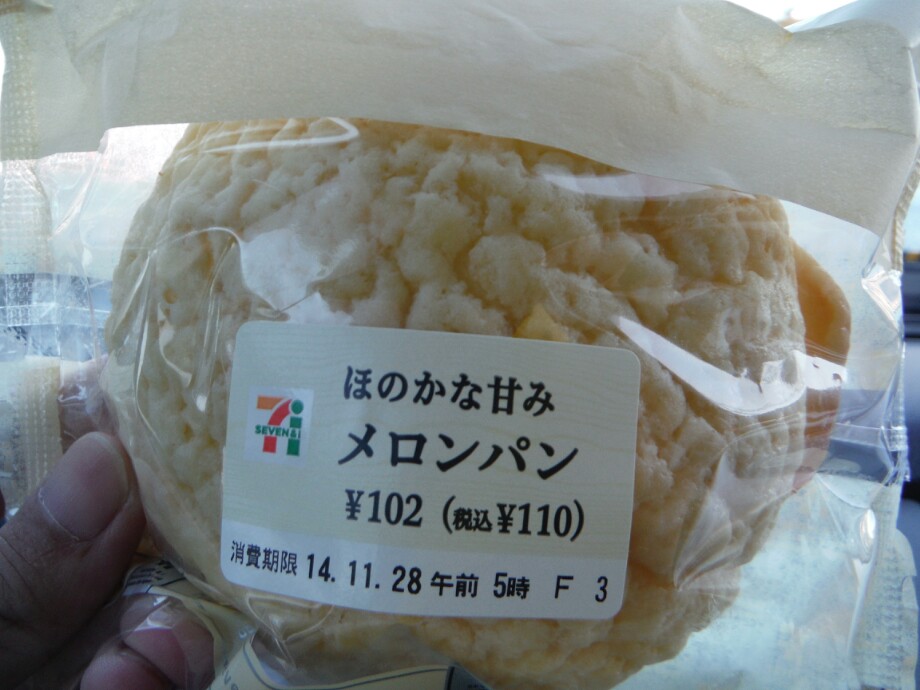 ほのかな甘み
7i
SEVEN&i
メロンパン
¥102 (税込¥110)
消費期限 14.11.28 午前 5時 F 3